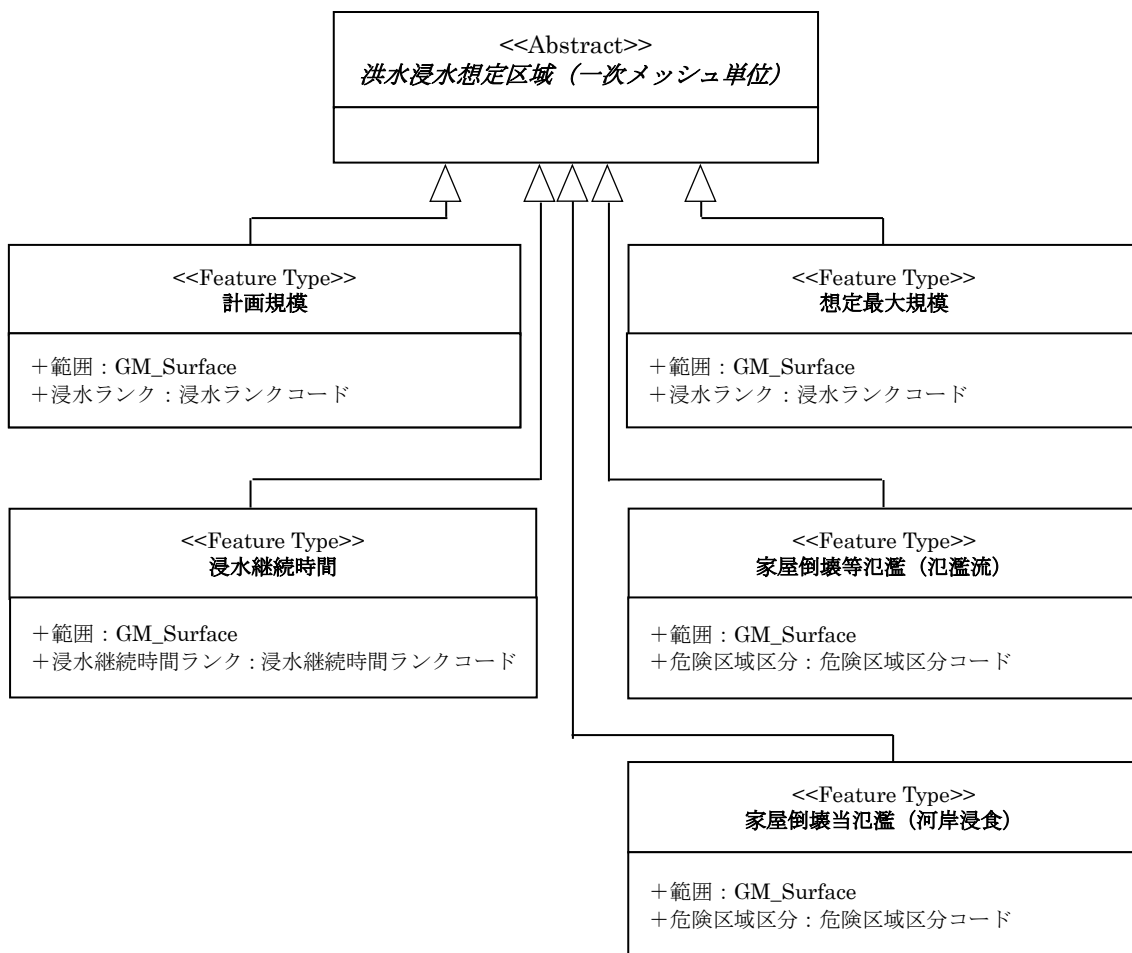 <<Abstract>>
洪水浸水想定区域（一次メッシュ単位）
<<Feature Type>>
計画規模
＋範囲：GM_Surface
＋浸水ランク：浸水ランクコード
<<Feature Type>>
想定最大規模
＋範囲：GM_Surface
＋浸水ランク：浸水ランクコード
<<Feature Type>>
浸水継続時間
＋範囲：GM_Surface
＋浸水継続時間ランク：浸水継続時間ランクコード
<<Feature Type>>
家屋倒壊等氾濫（氾濫流）
＋範囲：GM_Surface
＋危険区域区分：危険区域区分コード
<<Feature Type>>
家屋倒壊当氾濫（河岸浸食）
＋範囲：GM_Surface
＋危険区域区分：危険区域区分コード